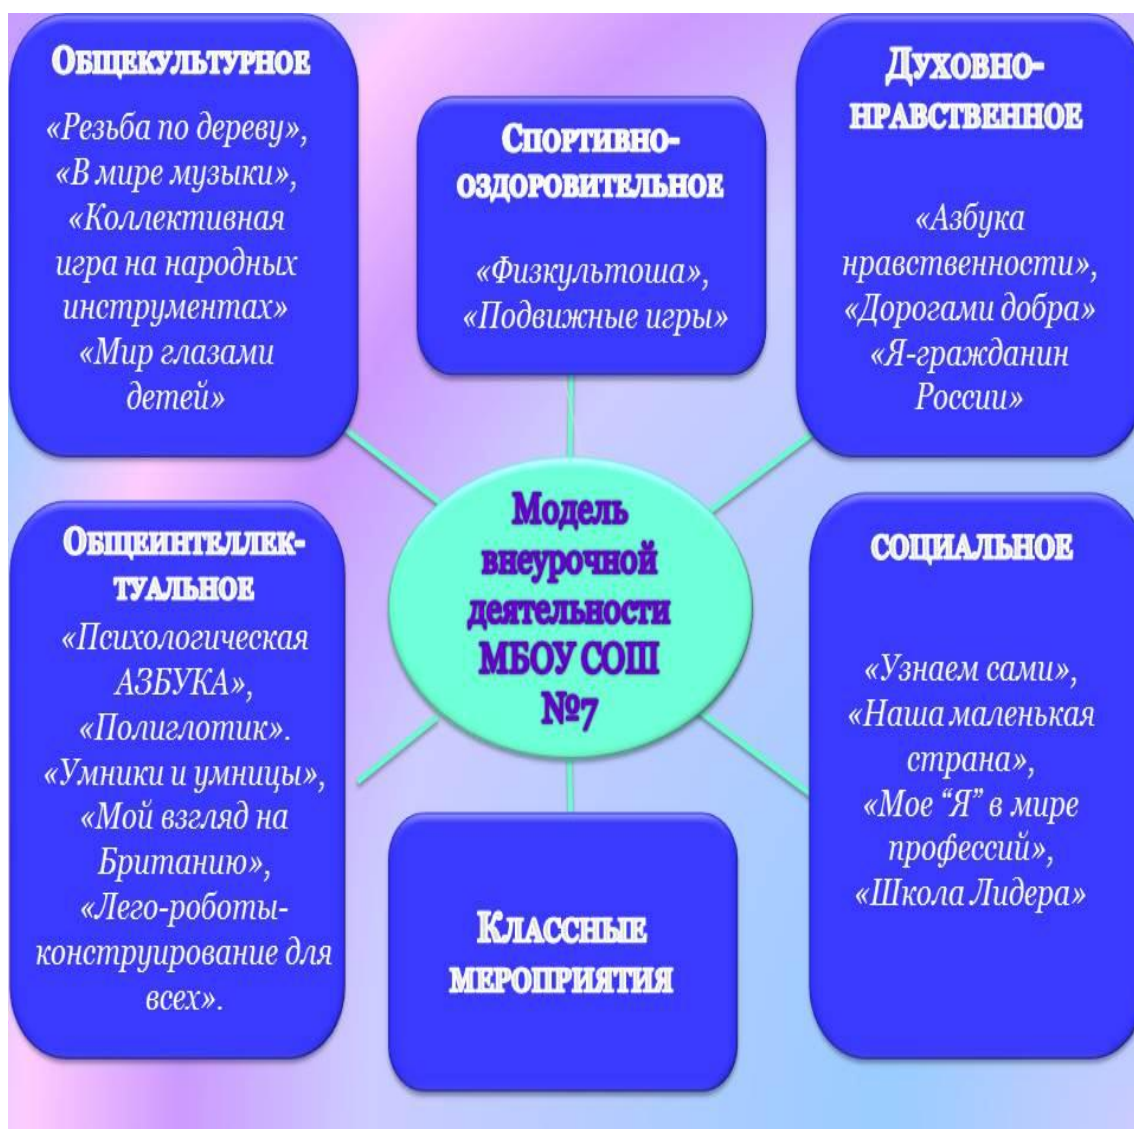 Общекультурное
«Резьба по дереву»,
«В мире музыки»,
«Коллективная
игра на народных
инструментах»
«Мир глазами
детей»
Спортивно-
оздоровительное
«Физкультоша»,
«Подвижные игры»
Духовно-
нравственное
«Азбука
нравственности»,
«Дорогами добра»
«Я-гражданин
России»
Модель
внеурочной
деятельности
МБОУ СОШ
№7
Общеинтеллек-
туальное
«Психологическая
АЗБУКА»,
«Полиглотик».
«Умники и умницы»,
«Мой взгляд на
Британию»,
«Лего-роботы-
конструирование для
всех».
Классные
мероприятия
социальное
«Узнаем сами»,
«Наша маленькая
страна»,
«Мое “Я” в мире
профессий»,
«Школа Лидера»